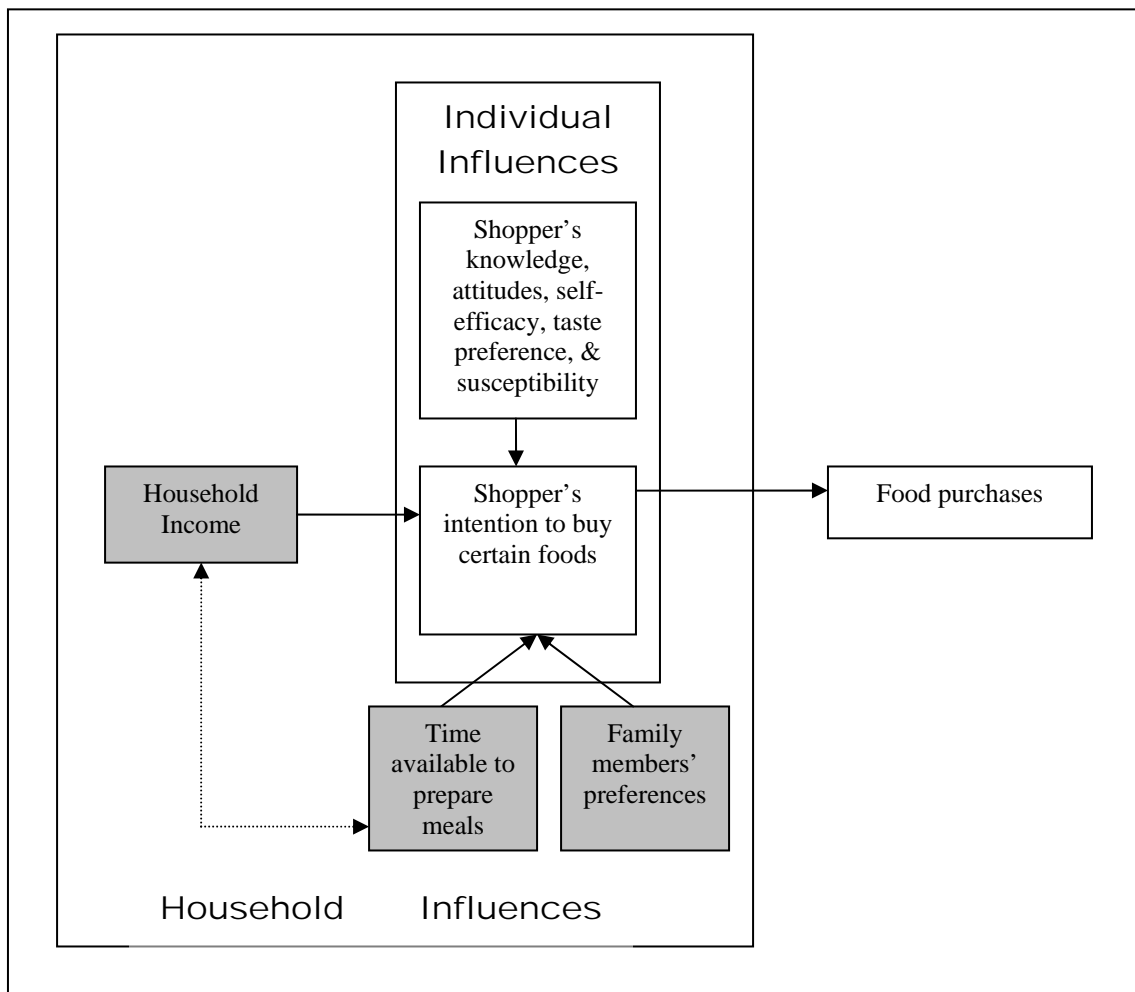 Individual
Influences
Shopper's
knowledge,
attitudes, self-
efficacy, taste
preference, &
susceptibility
Household
Income
Shopper's
intention to buy
certain foods
Food purchases
Time
available to
prepare
meals
Family
members'
preferences
Household Influences